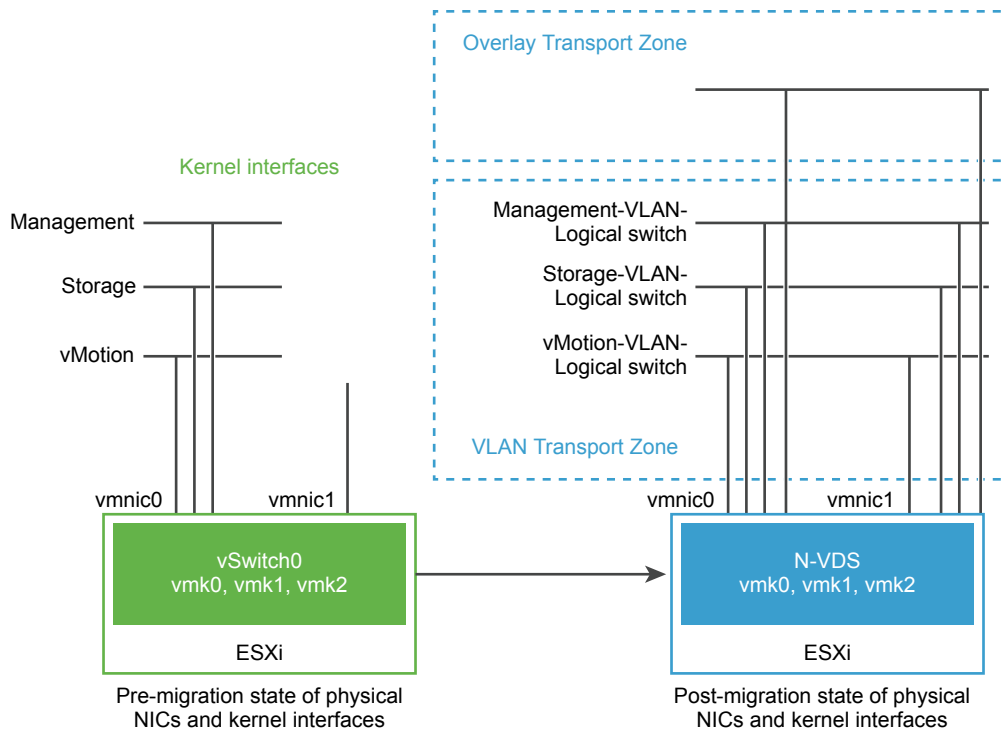 Overlay Transport Zone
Kernel interfaces
Management
Storage
vMotion
Management-VLAN-
Logical switch
Storage-VLAN-
Logical switch
vMotion-VLAN-
Logical switch
VLAN Transport Zone
vmnic0
vmnic1
vSwitch0
vmk0, vmk1, vmk2
ESXi
Pre-migration state of physical
NICs and kernel interfaces
vmnic0
vmnic1
N-VDS
vmk0, vmk1, vmk2
ESXi
Post-migration state of physical
NICs and kernel interfaces